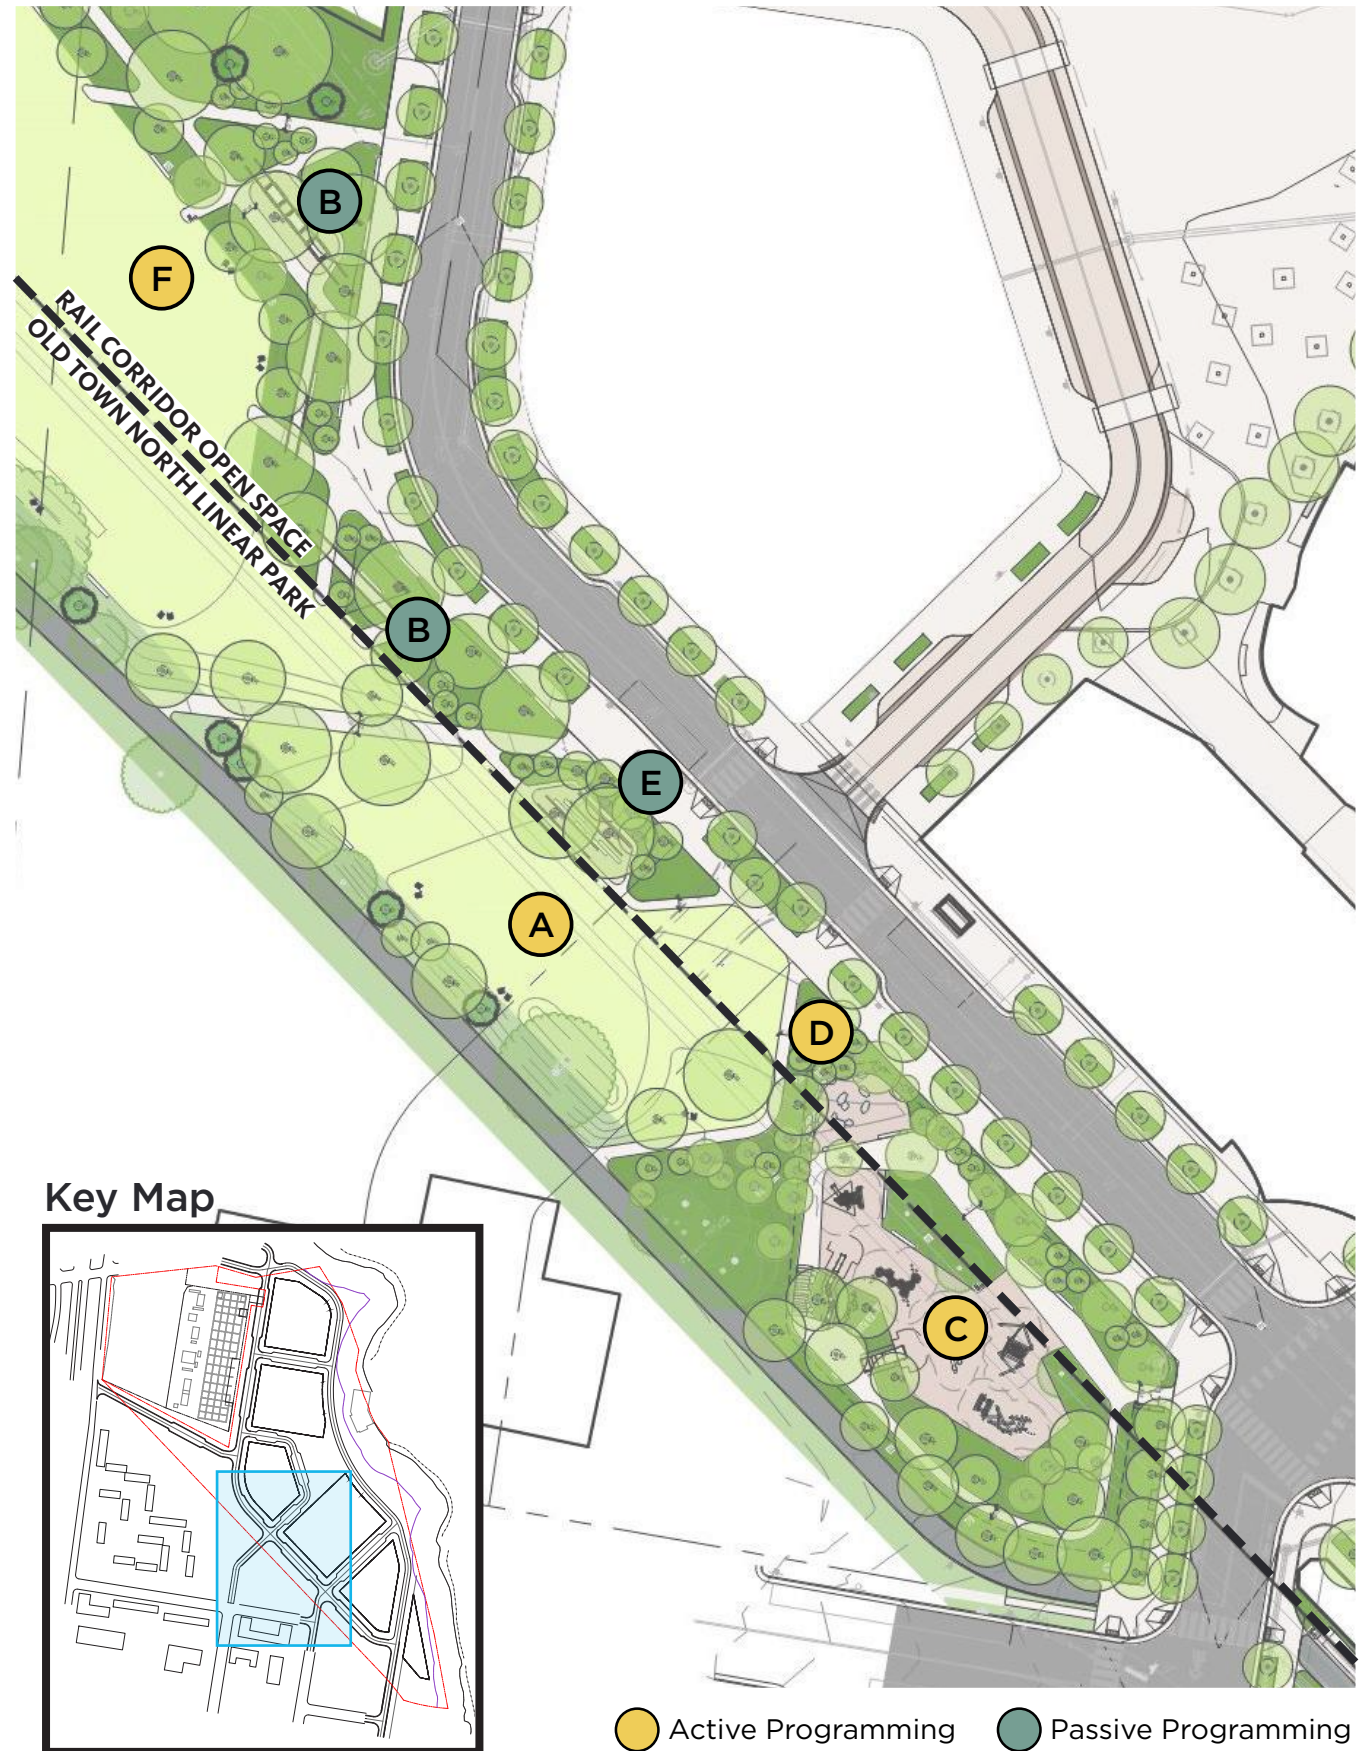 B
F
RAIL CORRIDOR OPEN SPACE
OLD TOWN NORTH LINEAR PARK
B
E
A
D
C
Key Map
Active Programming
Passive Programming